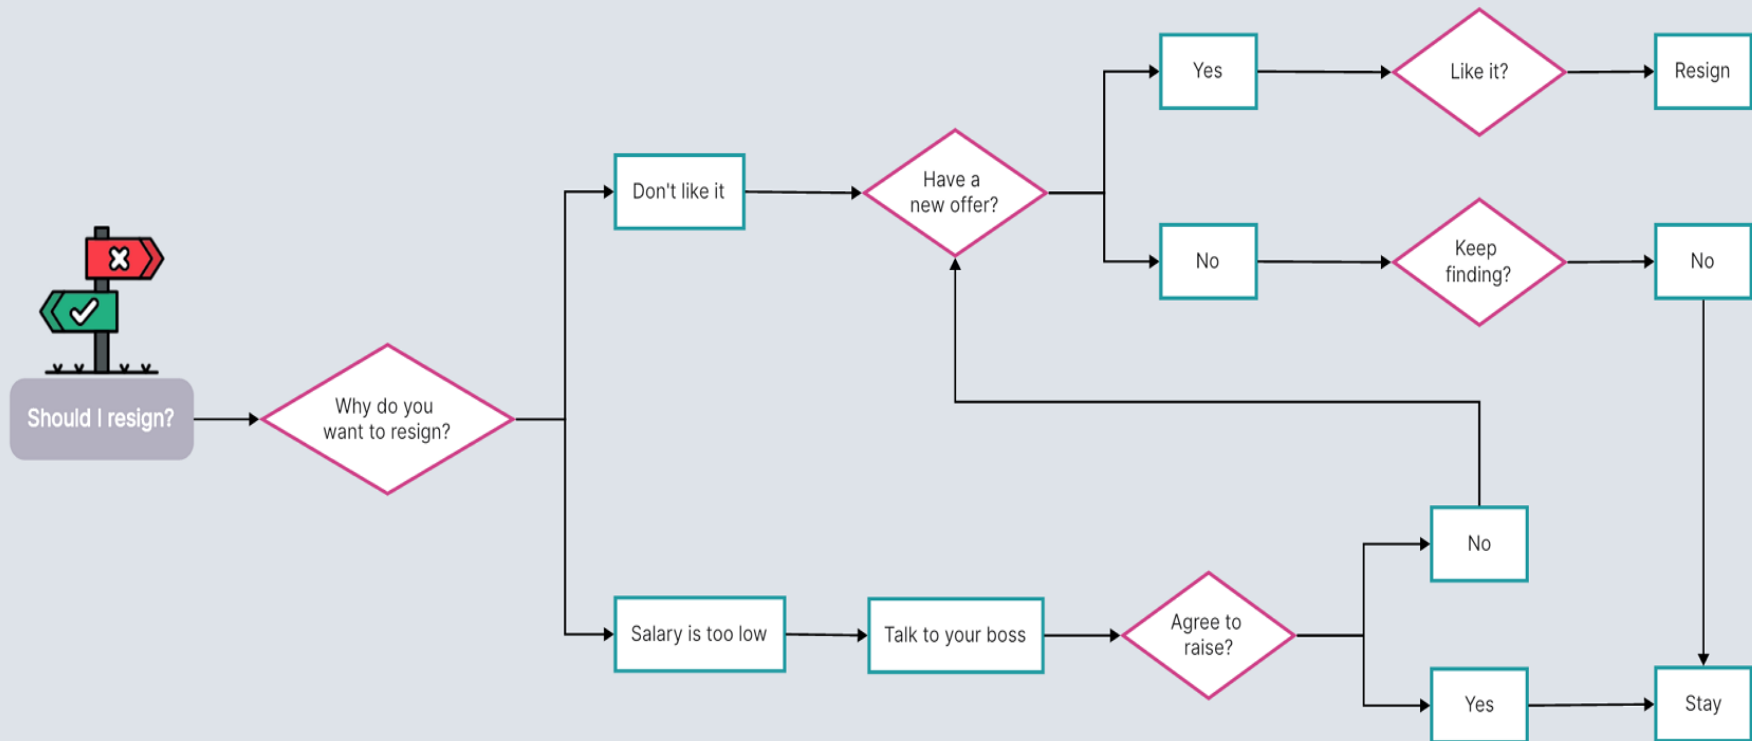 Should I resign?
Why do you
want to resign?
Don't like it
Have a
new offer?
Yes
Like it?
Resign
No
Keep
finding?
No
Salary is too low
Talk to your boss
Agree to
raise?
No
Yes
Stay